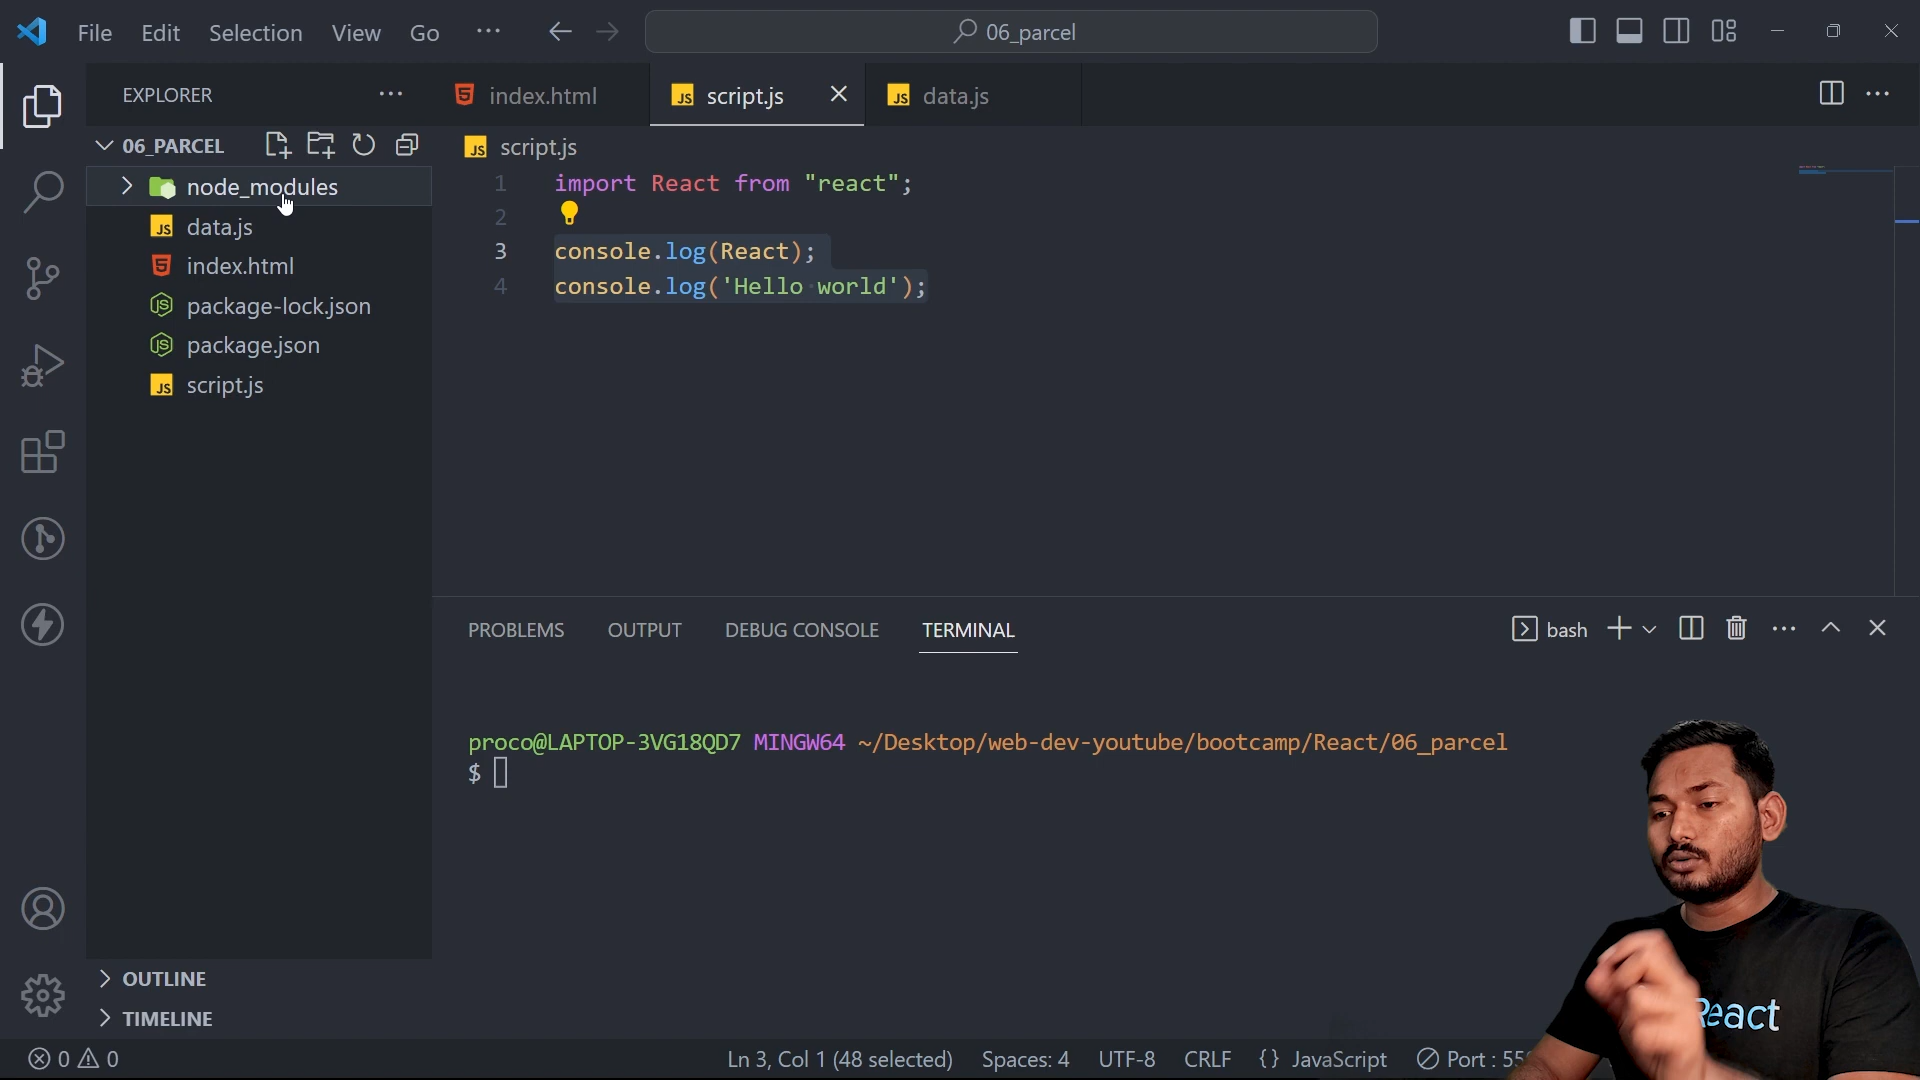 File Edit Selection View Go ··· 06_parcel
EXPLORER ···
index.html script.js data.js
06_PARCEL
node_modules
data.js
index.html
package-lock.json
package.json
script.js
script.js
1 import React from "react";
2
3 console.log(React);
4 console.log('Hello world');
PROBLEMS OUTPUT DEBUG CONSOLE TERMINAL
bash
proco@LAPTOP-3VG18QD7 MINGW64 ~/Desktop/web-dev-youtube/bootcamp/React/06_parcel
$
React
OUTLINE
TIMELINE
0 0 Ln 3, Col 1 (48 selected) Spaces: 4 UTF-8 CRLF {} JavaScript Port :